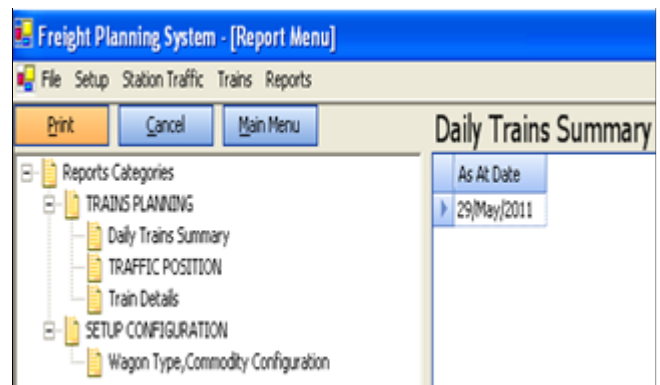 Freight Planning System - [Report Menu]
File Setup Station Traffic Trains Reports
Print Cancel Main Menu
Daily Trains Summary
Reports Categories
As At Date
TRAINS PLANNING
29/May/2011
Daily Trains Summary
TRAFFIC POSITION
Train Details
SETUP CONFIGURATION
Wagon Type,Commodity Configuration